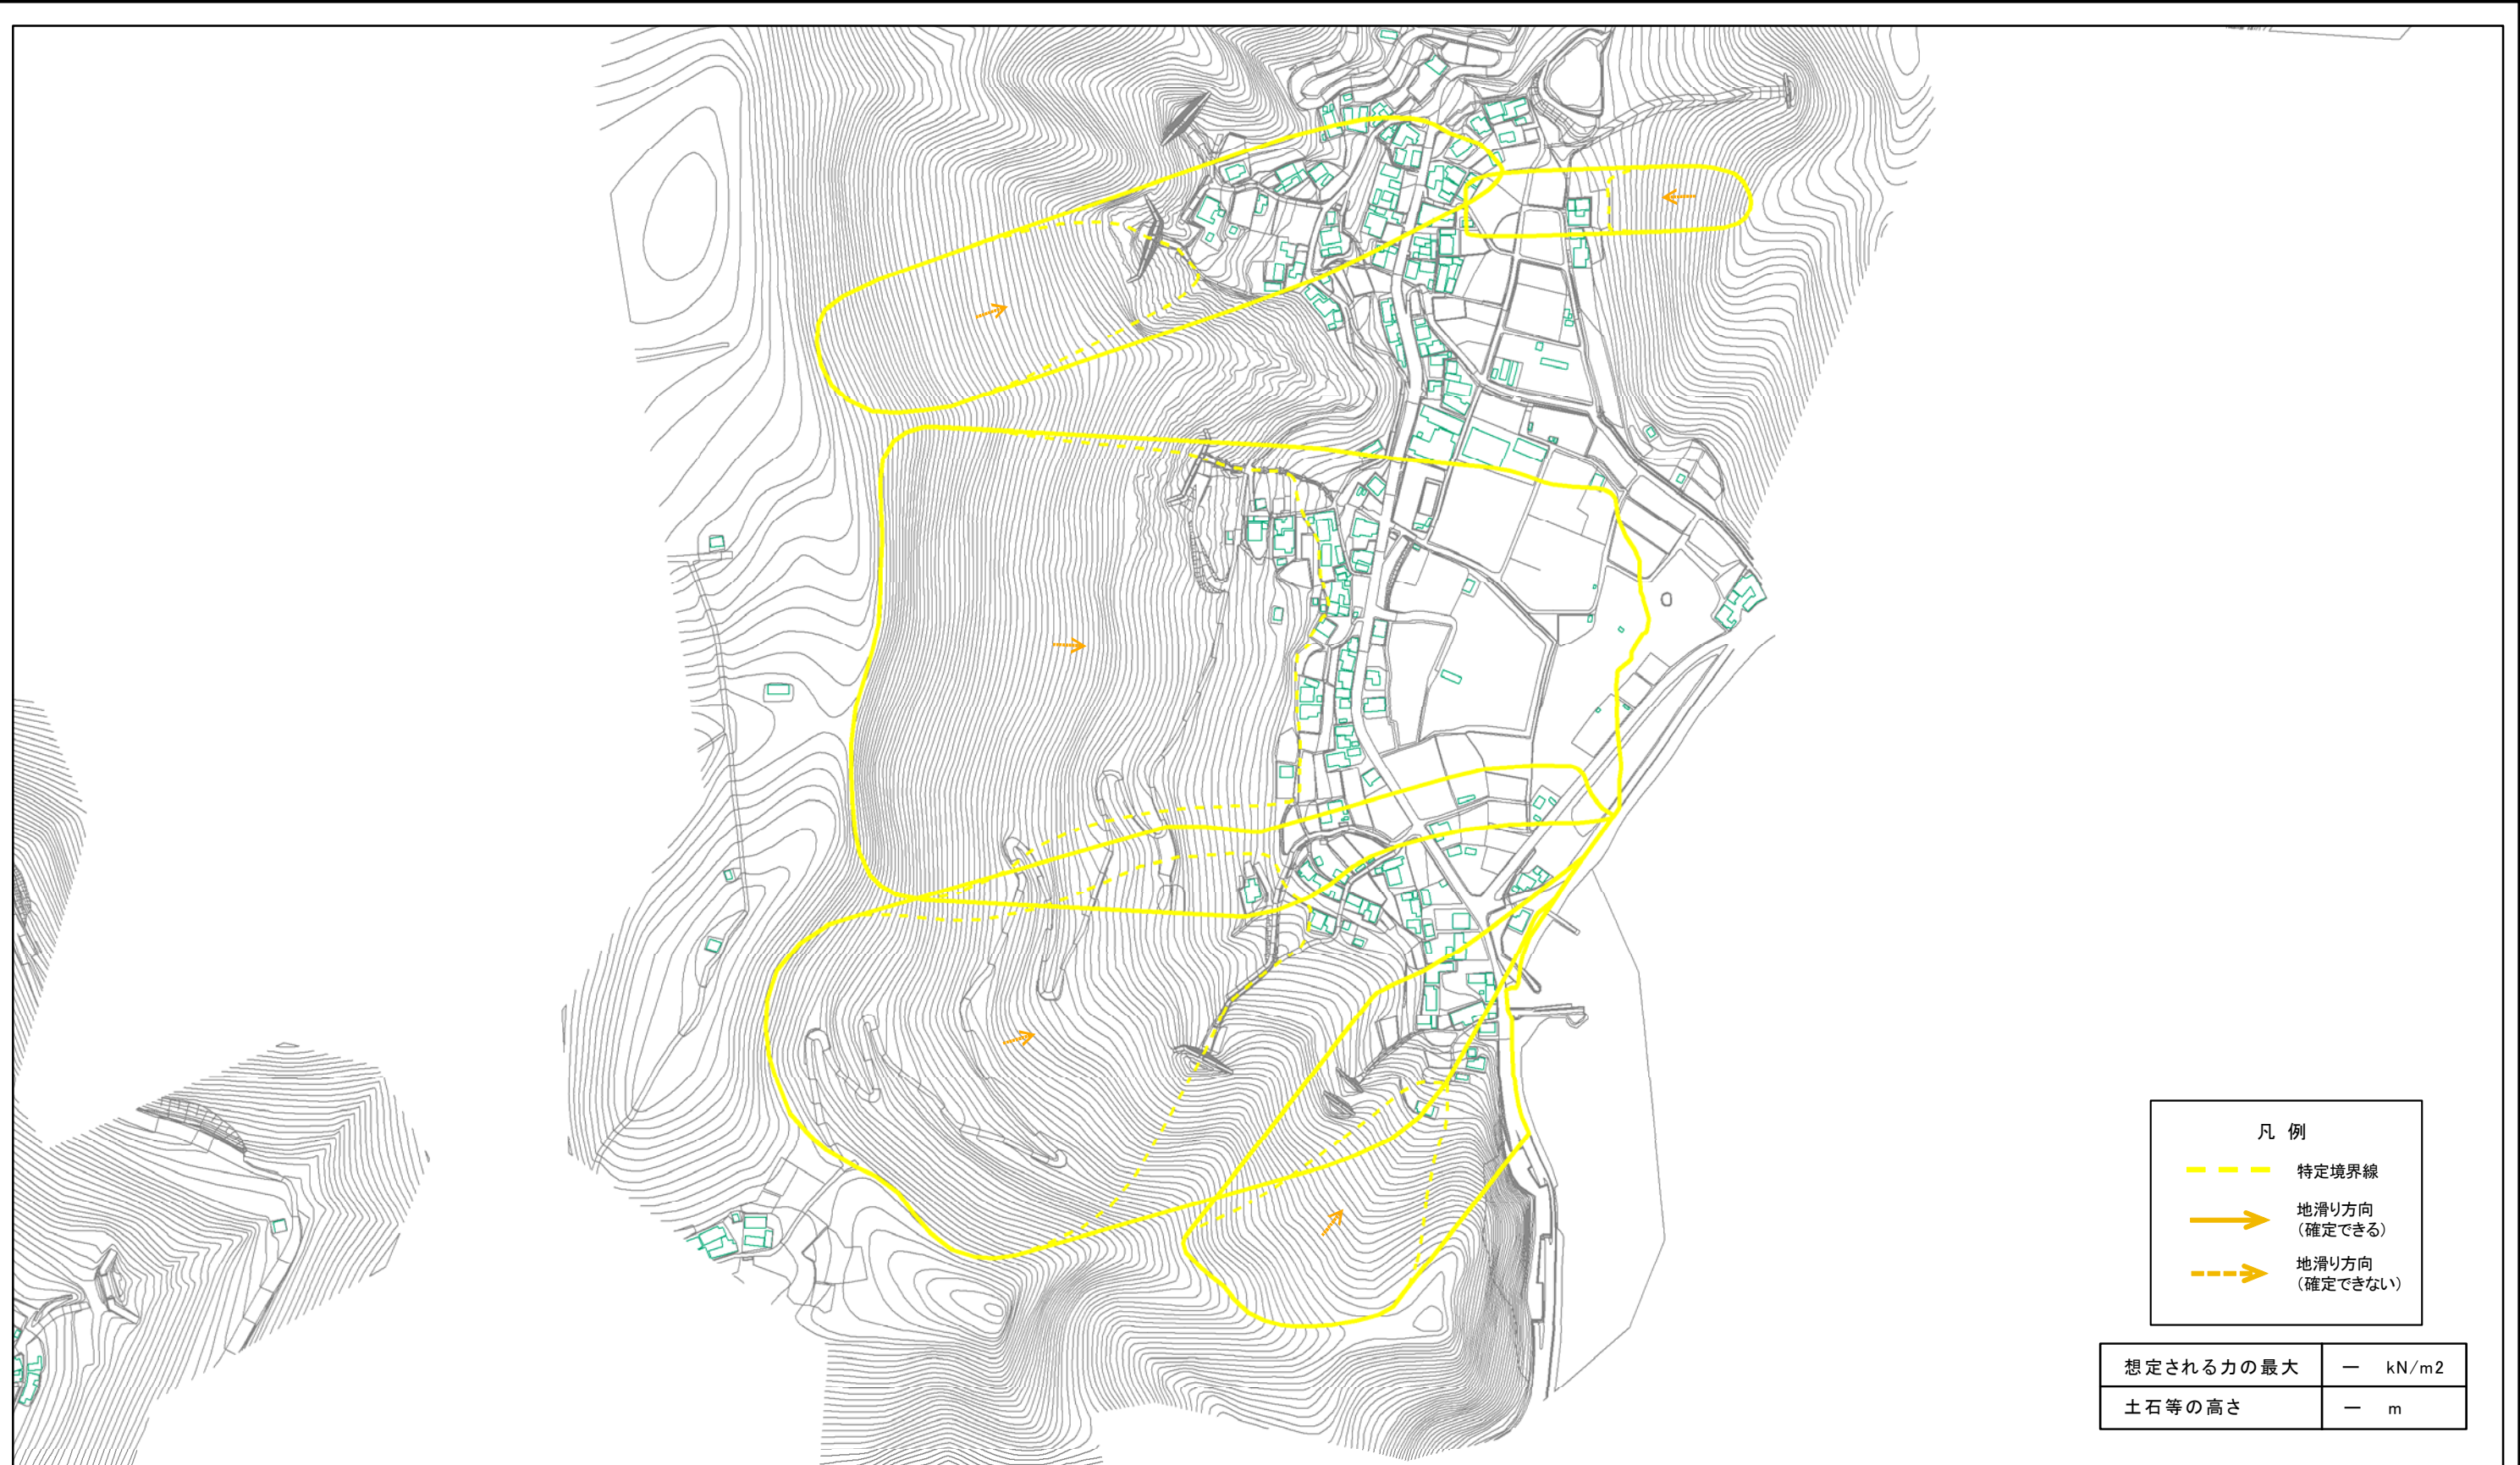 凡 例
特定境界線
地滑り方向
(確定できる)
地滑り方向
(確定できない)
想定される力の最大 ー kN/m2
土石等の高さ ー m